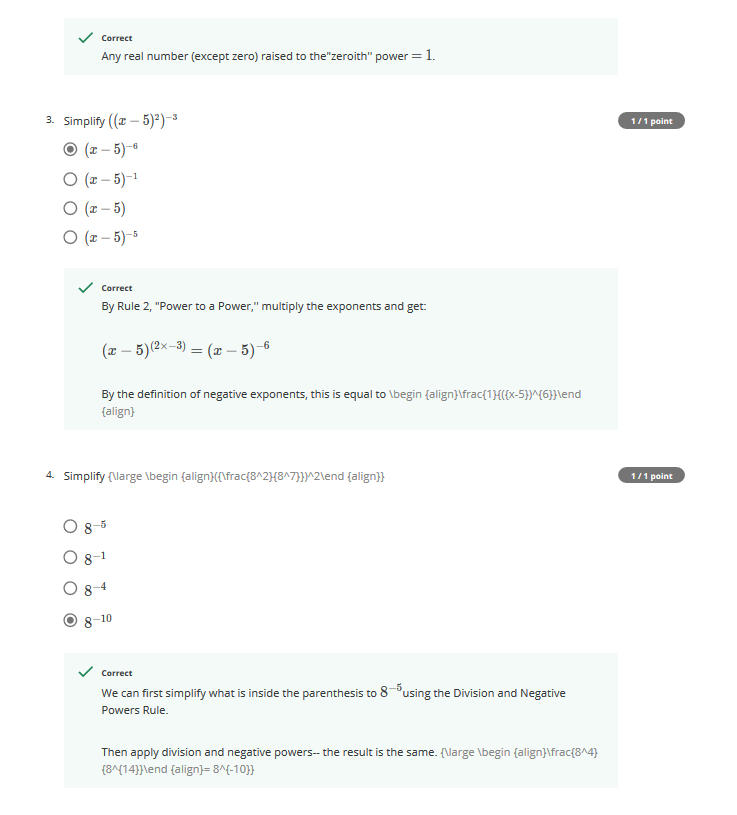 Correct
Any real number (except zero) raised to the"zeroith" power = 1.
3. Simplify ((x − 5)²)⁻³
1 / 1 point
(x − 5)⁻⁶
(x − 5)⁻¹
(x − 5)
(x − 5)⁻⁵
Correct
By Rule 2, "Power to a Power," multiply the exponents and get:
(x − 5)⁽²ˣ⁻³⁾ = (x − 5)⁻⁶
By the definition of negative exponents, this is equal to \begin {align}\frac{1}{({x-5})^{6}}\end
{align}
4. Simplify {\large \begin {align}({\frac{8^2}{8^7}})^2\end {align}}
1 / 1 point
8⁻⁵
8⁻¹
8⁻⁴
8⁻¹⁰
Correct
We can first simplify what is inside the parenthesis to 8⁻⁵using the Division and Negative
Powers Rule.
Then apply division and negative powers-- the result is the same. {\large \begin {align}\frac{8^4}
{8^{14}}\end {align}= 8^{-10}}